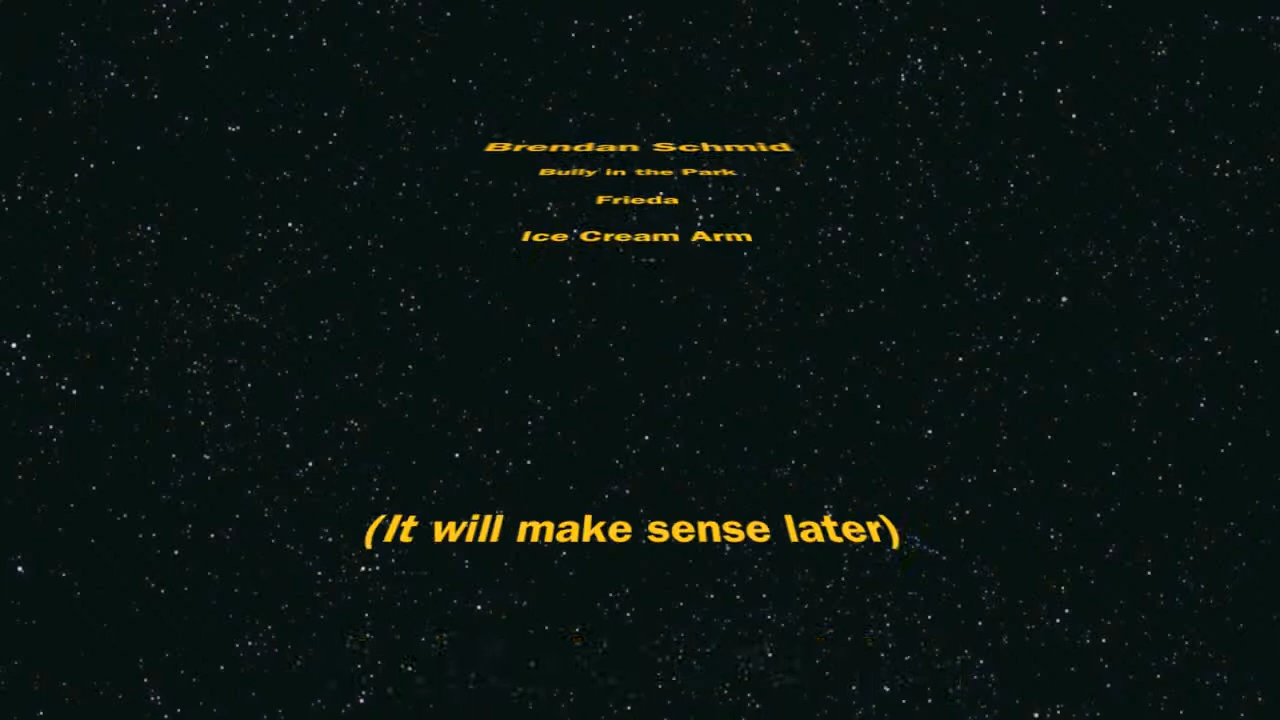 Brendan Schmid
Bully in the Park
Frieda
Ice Cream Arm
(It will make sense later)